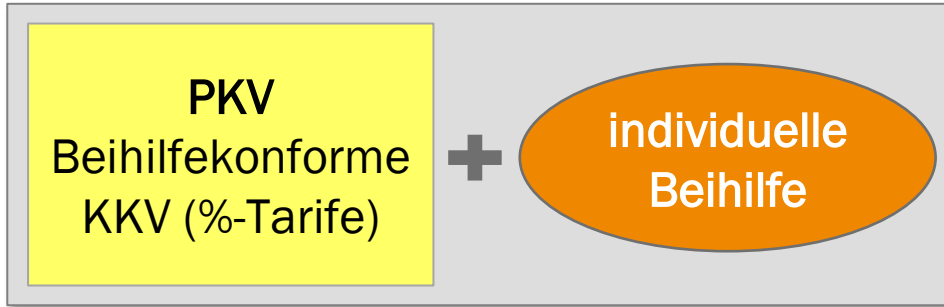 PKV
Beihilfekonforme
KKV (%-Tarife)
+
individuelle
Beihilfe